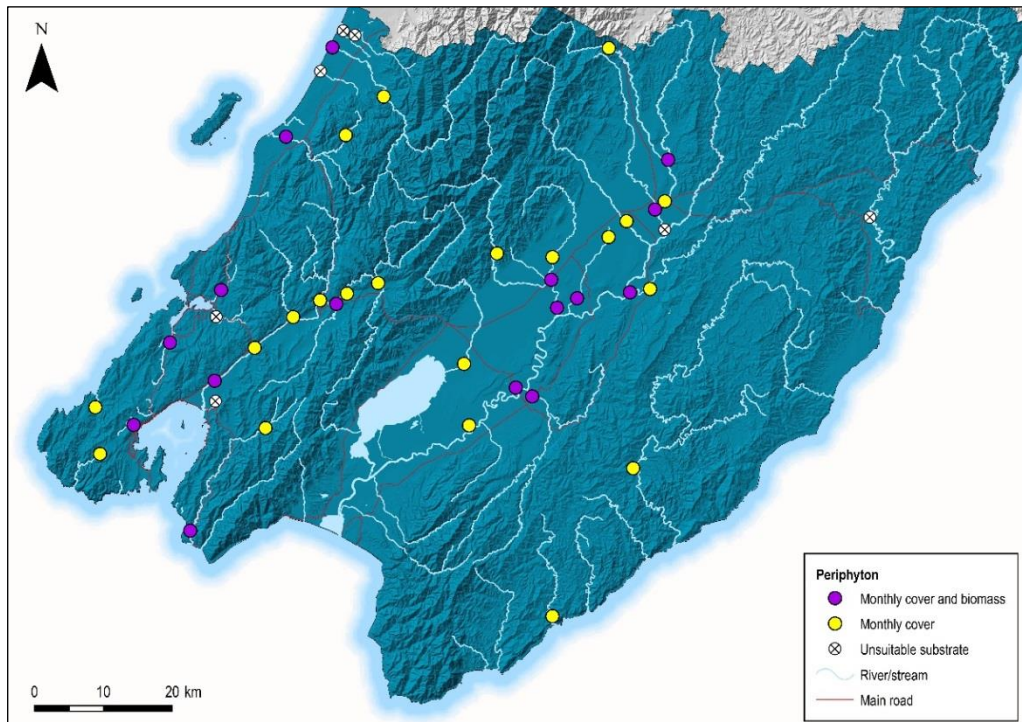 N
Periphyton
Monthly cover and biomass
Monthly cover
Unsuitable substrate
River/stream
Main road
0 10 20 km